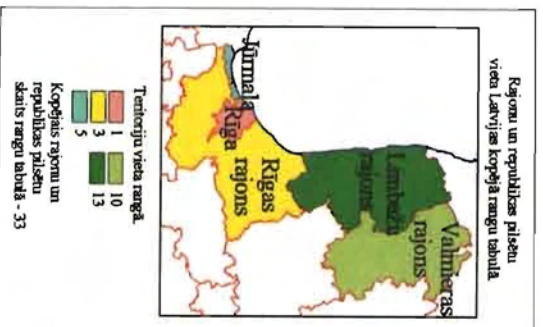 Rajonu un republikas pilsētu
vieta Latvijas kopējā rangu tabulā.
Valmieras
rajons
Limbažu
rajons
Rīgas
rajons
Rīga
Jūrmala
Teritoriju vieta rangā.
1
3
5
10
13
Kopējais rajonu un
republikas pilsētu
skaits rangu tabulā - 33